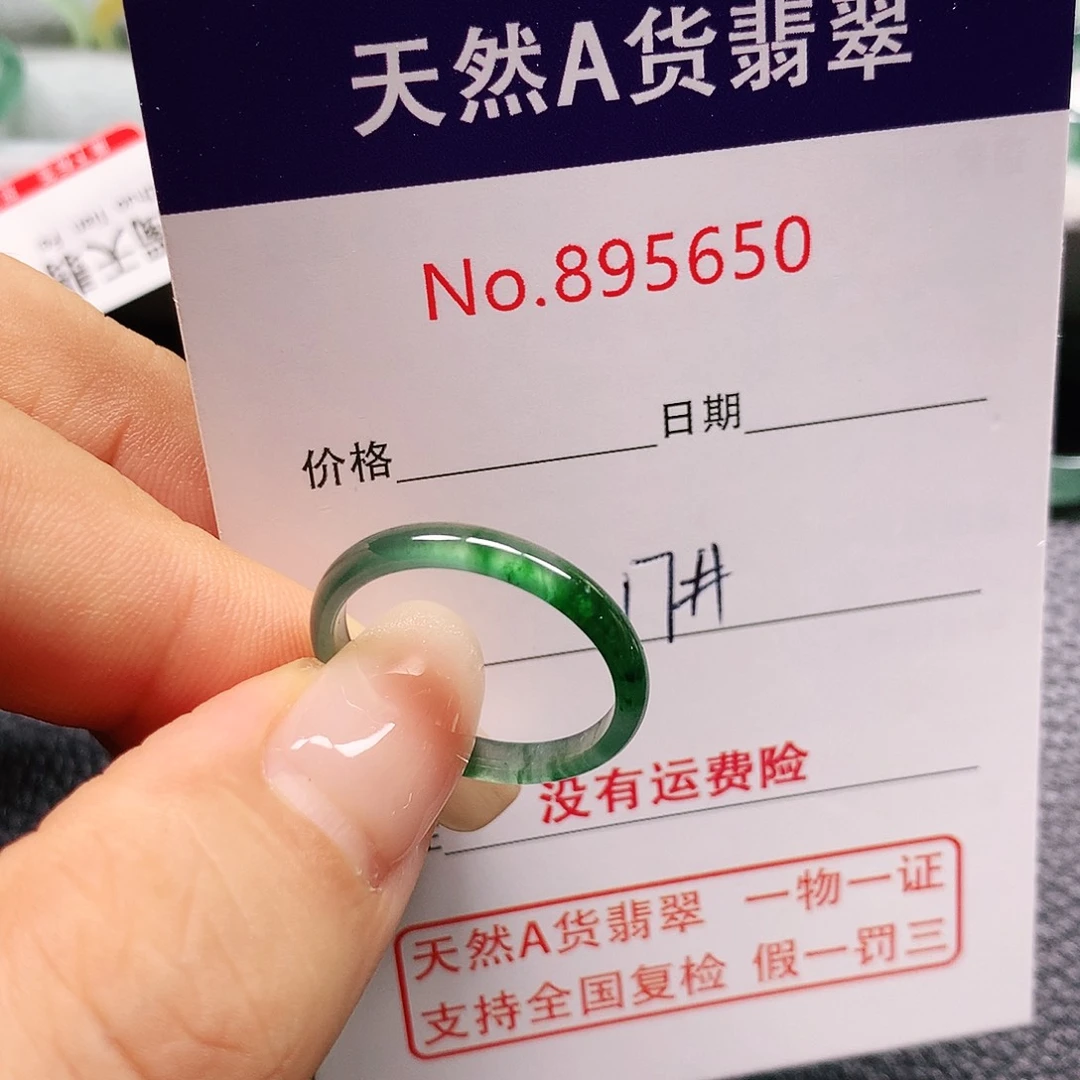 天然A货翡翠
No.895650
价格 日期
17#
没有运费险
天然A货翡翠 一物一证
支持全国复检 假一罚三